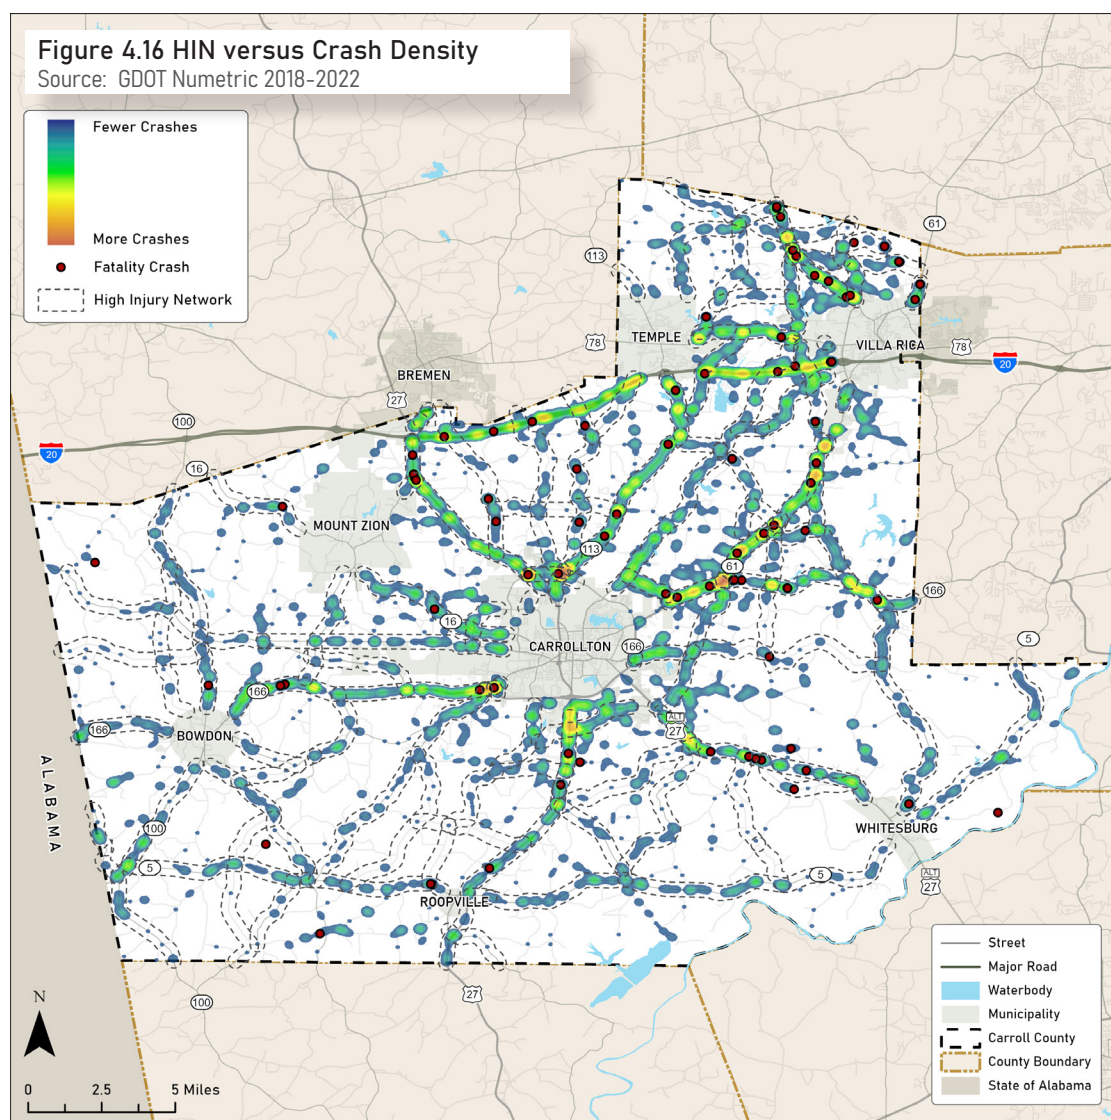 Figure 4.16 HIN versus Crash Density
Source: GDOT Numetric 2018-2022
Fewer Crashes
More Crashes
Fatality Crash
High Injury Network
61
113
TEMPLE
78
VILLA RICA
78
20
BREMEN
27
100
20
16
MOUNT ZION
113
61
166
16
CARROLLTON
166
5
166
ALT
27
166
BOWDON
ALABAMA
100
WHITESBURG
5
5
ALT
27
ROOPVILLE
100
27
N
0 2.5 5 Miles
Street
Major Road
Waterbody
Municipality
Carroll County
County Boundary
State of Alabama